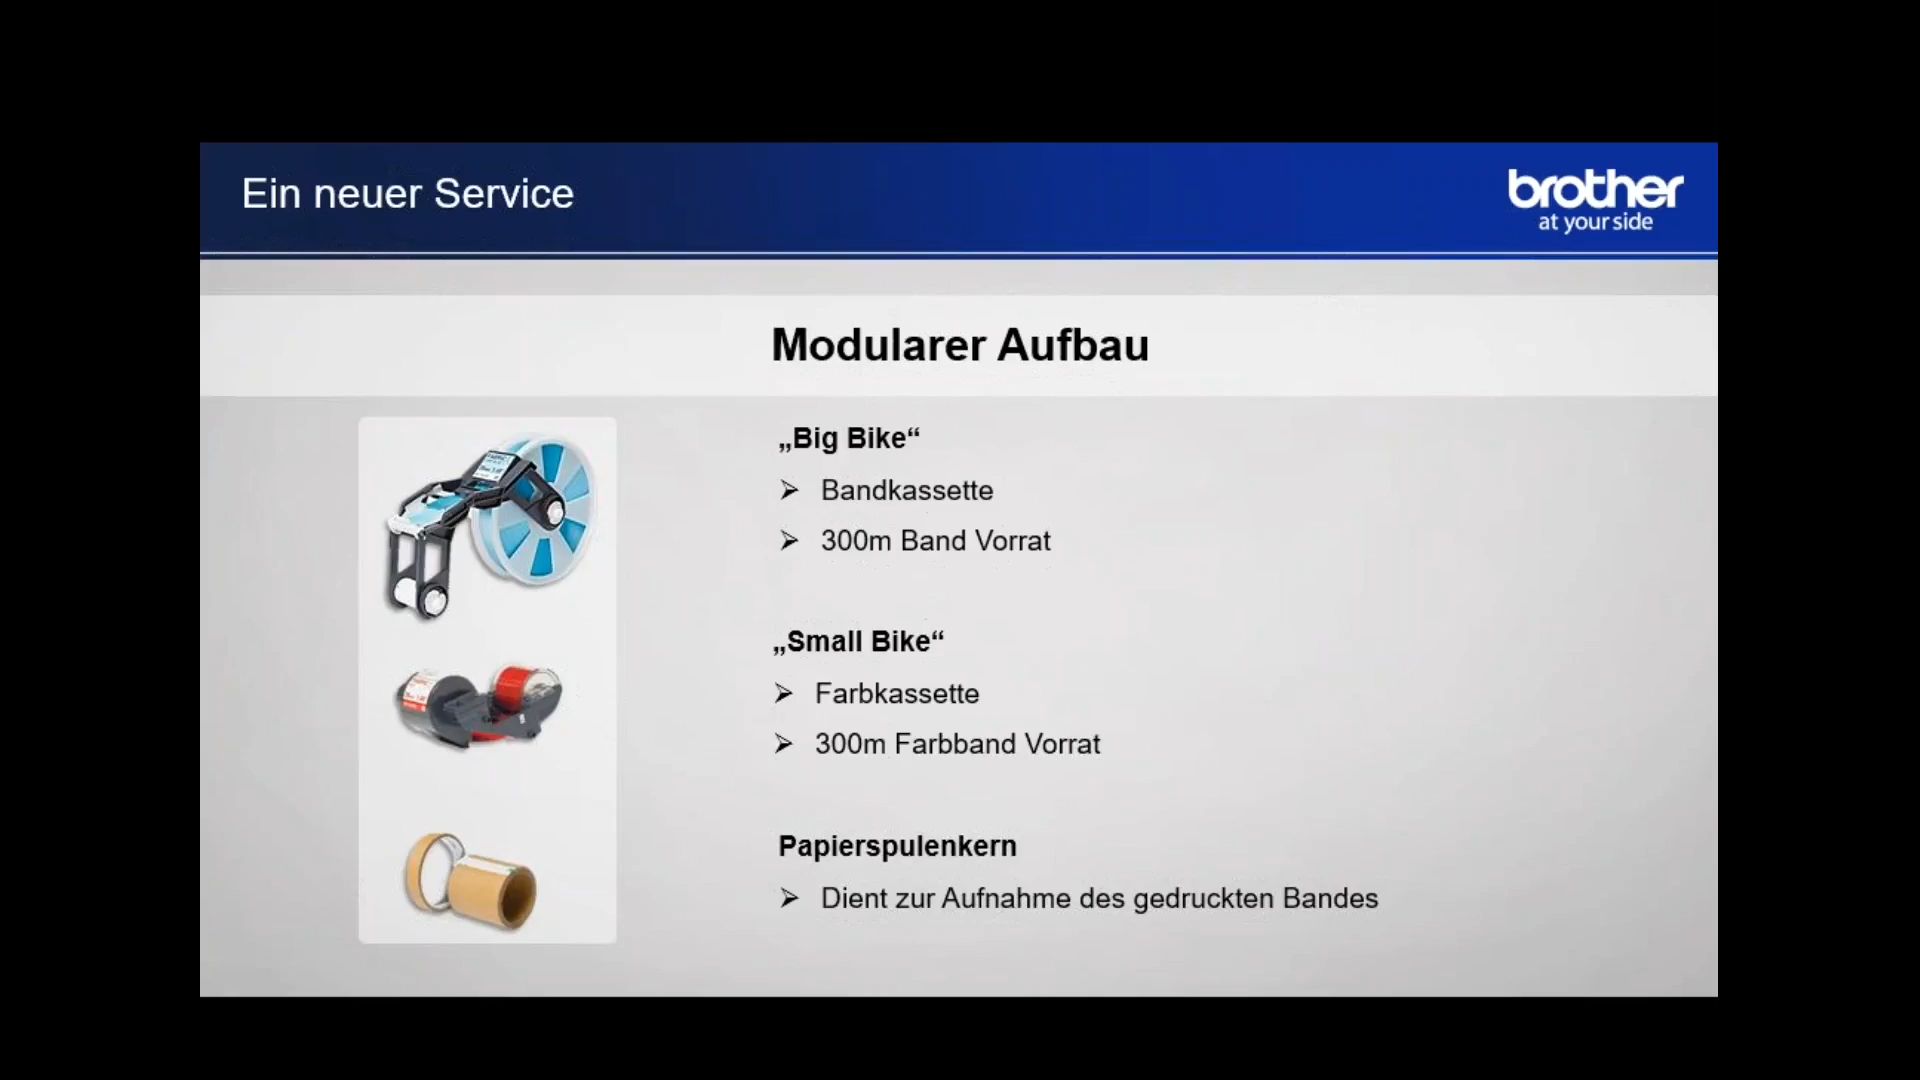 Ein neuer Service
brother
at your side
Modularer Aufbau
„Big Bike“
➢ Bandkassette
➢ 300m Band Vorrat
„Small Bike“
➢ Farbkassette
➢ 300m Farbband Vorrat
Papierspulenkern
➢ Dient zur Aufnahme des gedruckten Bandes